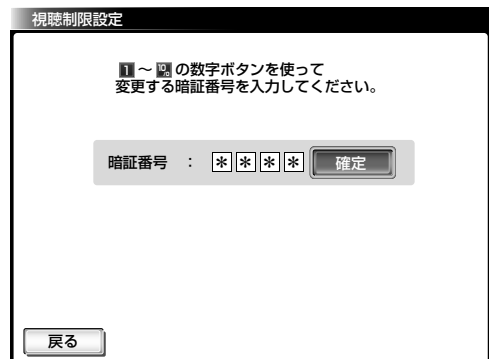 視聴制限設定
1 ～ 10 の数字ボタンを使って
変更する暗証番号を入力してください。
暗証番号 ： ＊＊＊＊ 確定
戻る